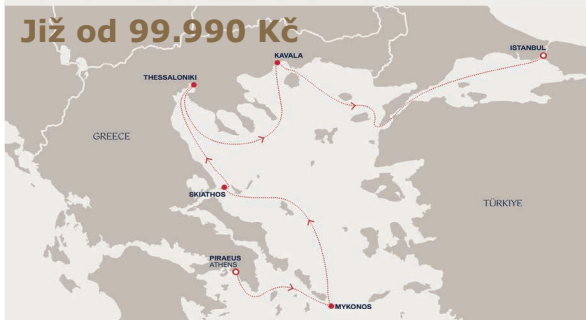 Již od 99.990 Kč
ISTANBUL
KAVALA
THESSALONIKI
GREECE
SKIATHOS
TÜRKIYE
PIRAEUS
ATHENS
MYKONOS